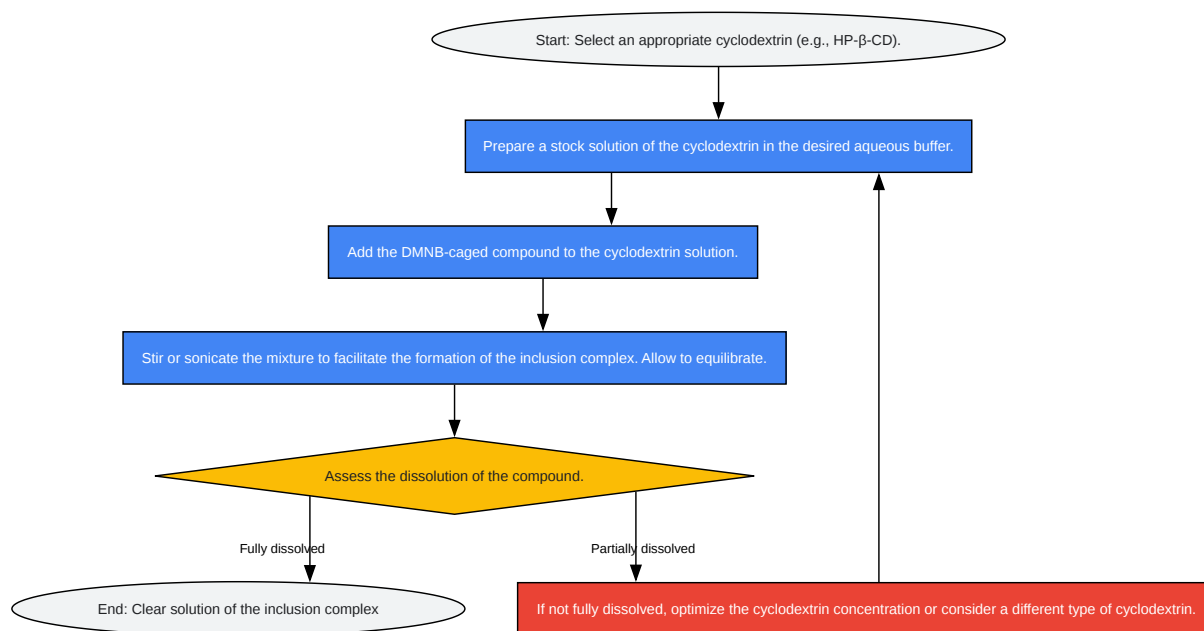 Start: Select an appropriate cyclodextrin (e.g., HP-β-CD).
Prepare a stock solution of the cyclodextrin in the desired aqueous buffer.
Add the DMNB-caged compound to the cyclodextrin solution.
Stir or sonicate the mixture to facilitate the formation of the inclusion complex. Allow to equilibrate.
Assess the dissolution of the compound.
Fully dissolved
Partially dissolved
End: Clear solution of the inclusion complex
If not fully dissolved, optimize the cyclodextrin concentration or consider a different type of cyclodextrin.